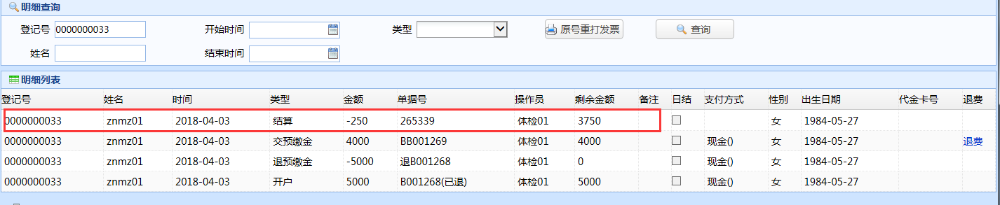 明细查询
登记号 0000000033 开始时间 类型 原号重打发票 查询
姓名 结束时间
明细列表
登记号 姓名 时间 类型 金额 单据号 操作员 剩余金额 备注 日结 支付方式 性别 出生日期 代金卡号 退费
0000000033 znmz01 2018-04-03 结算 -250 265339 体检01 3750 女 1984-05-27
0000000033 znmz01 2018-04-03 交预缴金 4000 BB001269 体检01 4000 现金() 女 1984-05-27 退费
0000000033 znmz01 2018-04-03 退预缴金 -5000 退B001268 体检01 0 现金() 女 1984-05-27
0000000033 znmz01 2018-04-03 开户 5000 B001268(已退) 体检01 5000 现金() 女 1984-05-27